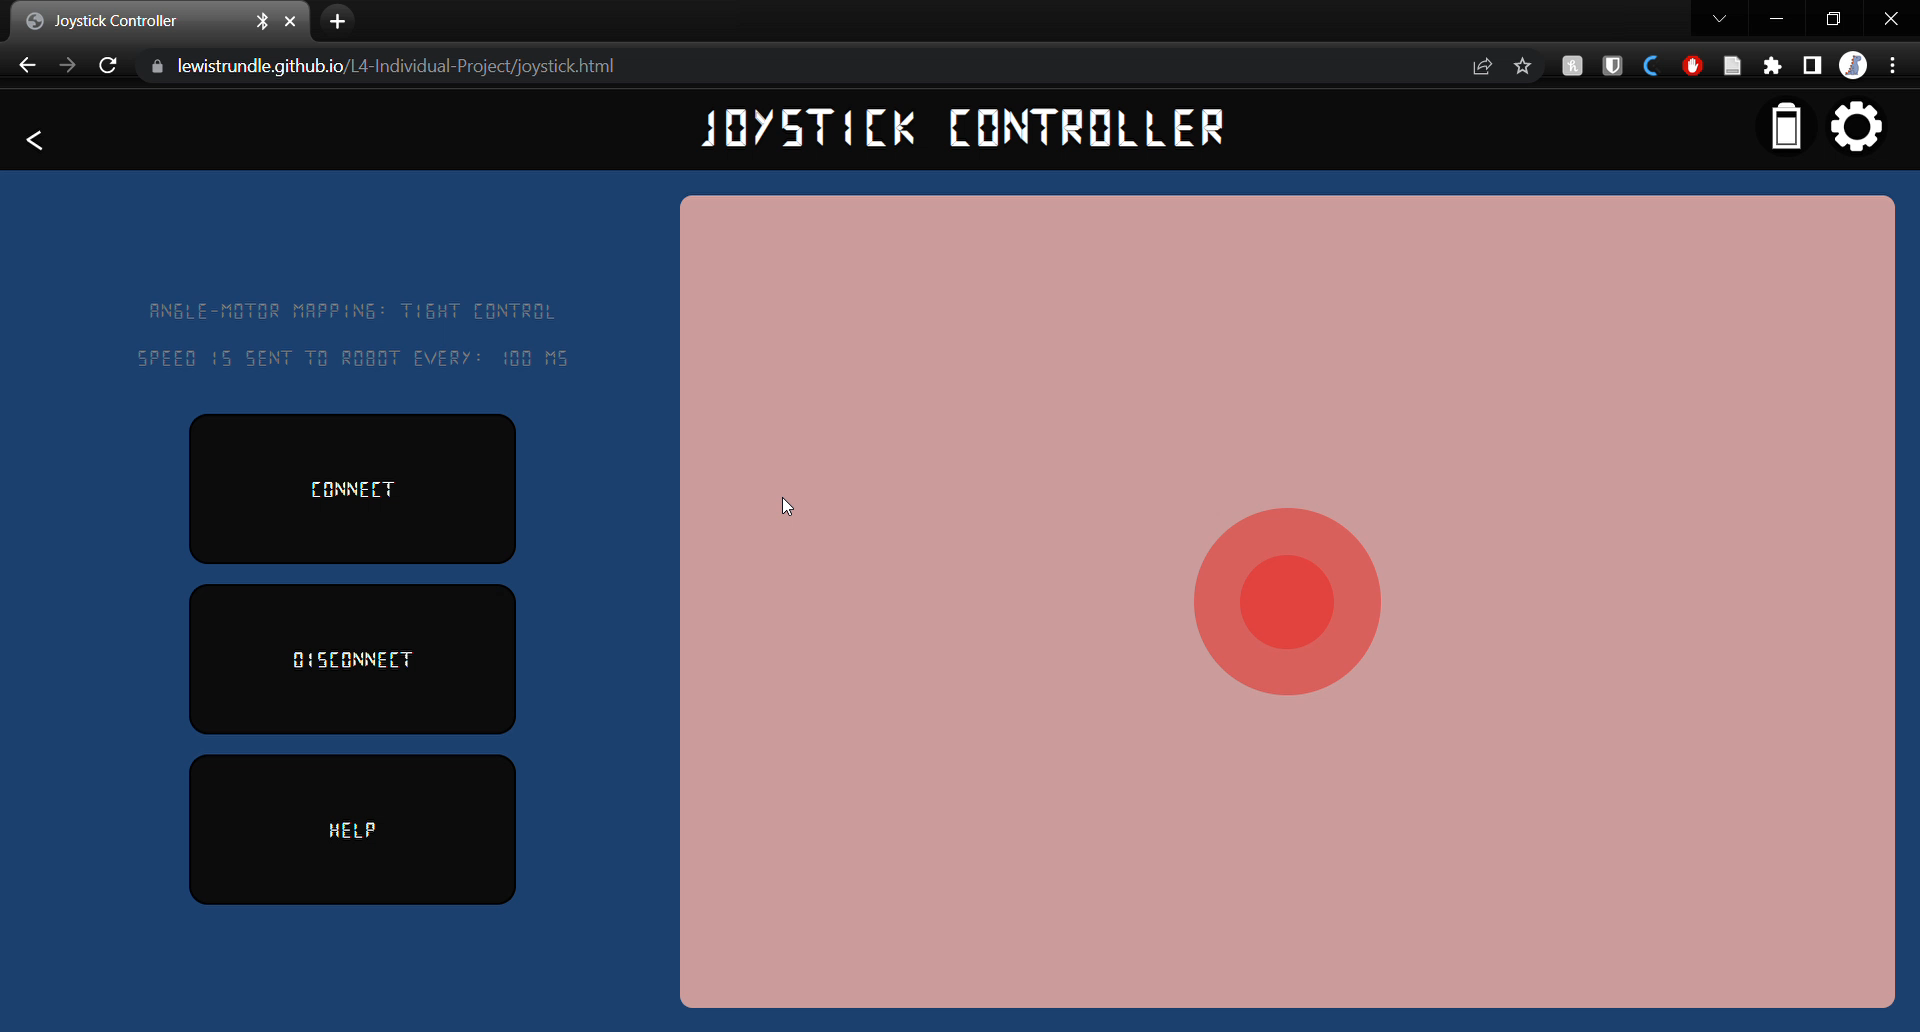 Joystick Controller
lewistrundle.github.io/L4-Individual-Project/joystick.html
JOYSTICK CONTROLLER
ANGLE-MOTOR MAPPING: TIGHT CONTROL
SPEED IS SENT TO ROBOT EVERY: 100 MS
CONNECT
DISCONNECT
HELP